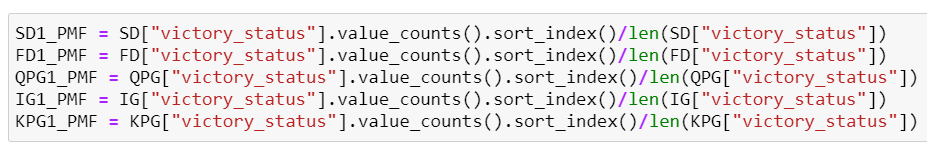 SD1_PMF = SD["victory_status"].value_counts().sort_index()/len(SD["victory_status"])
FD1_PMF = FD["victory_status"].value_counts().sort_index()/len(FD["victory_status"])
QPG1_PMF = QPG["victory_status"].value_counts().sort_index()/len(QPG["victory_status"])
IG1_PMF = IG["victory_status"].value_counts().sort_index()/len(IG["victory_status"])
KPG1_PMF = KPG["victory_status"].value_counts().sort_index()/len(KPG["victory_status"])